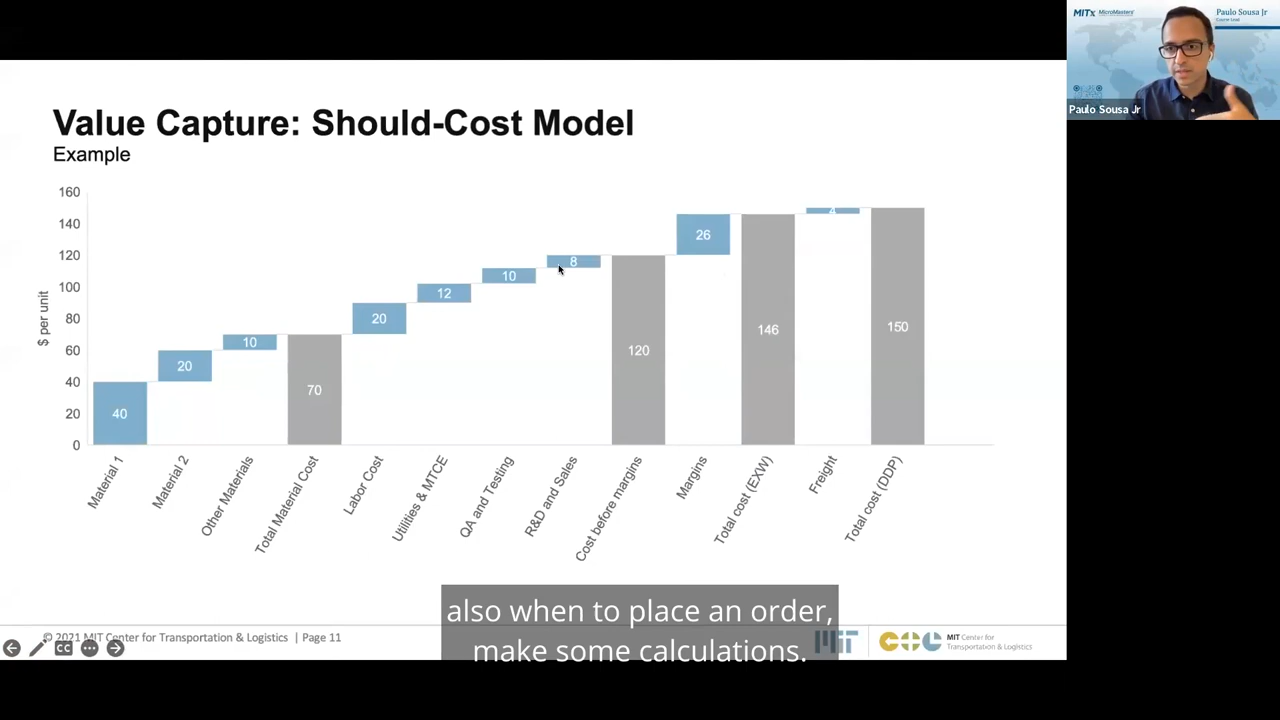 MITx MicroMasters
Paulo Sousa Jr
Course Lead
Paulo Sousa Jr
Value Capture: Should-Cost Model
Example
160
140
120
100
80
60
40
20
0
$ per unit
40
20
10
70
20
12
10
8
120
26
146
4
150
Material 1
Material 2
Other Materials
Total Material Cost
Labor Cost
Utilities & MTCE
QA and Testing
R&D and Sales
Cost before margins
Margins
Total cost (EXW)
Freight
Total cost (DDP)
also when to place an order,
make some calculations.
© 2021 MIT Center for Transportation & Logistics | Page 11
CC
MIT Center for
Transportation & Logistics